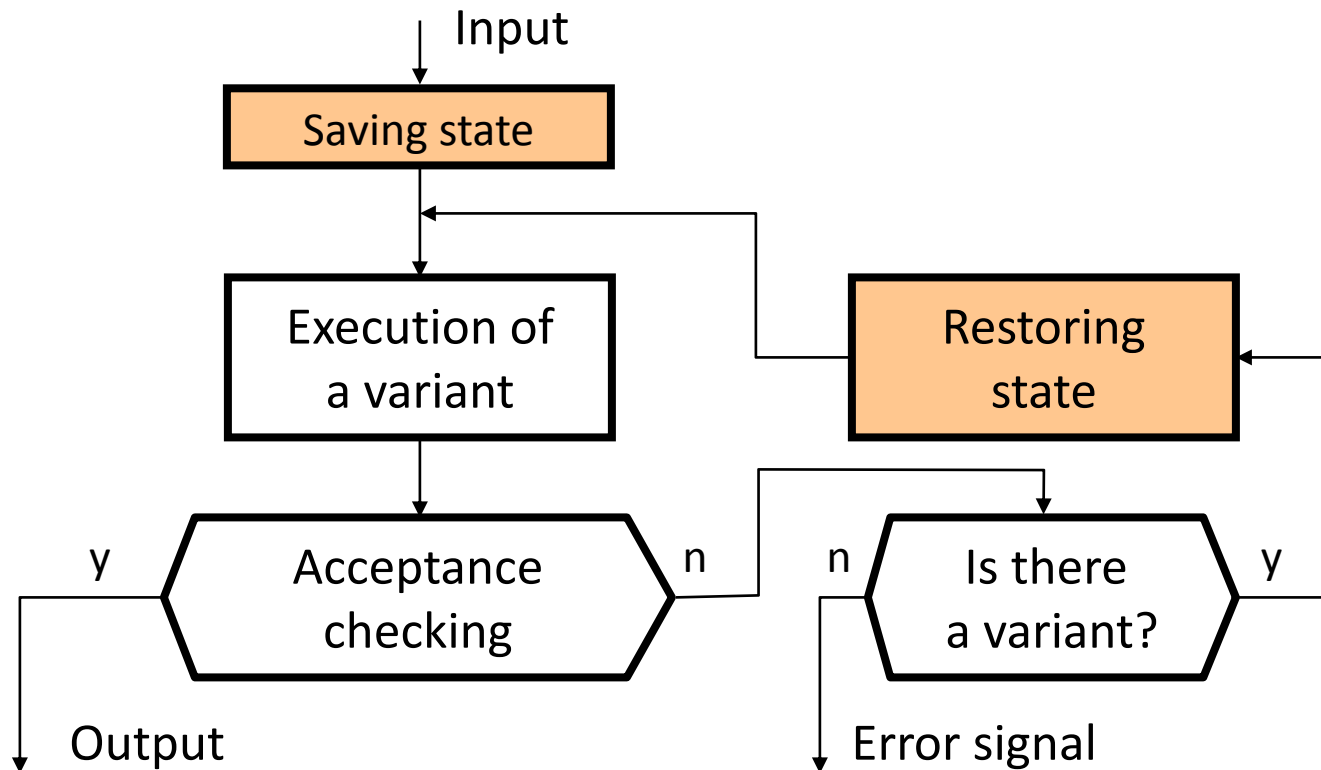 Input
Saving state
Execution of
a variant
Restoring
state
y
Acceptance
checking
n
n
Is there
a variant?
y
Output
Error signal